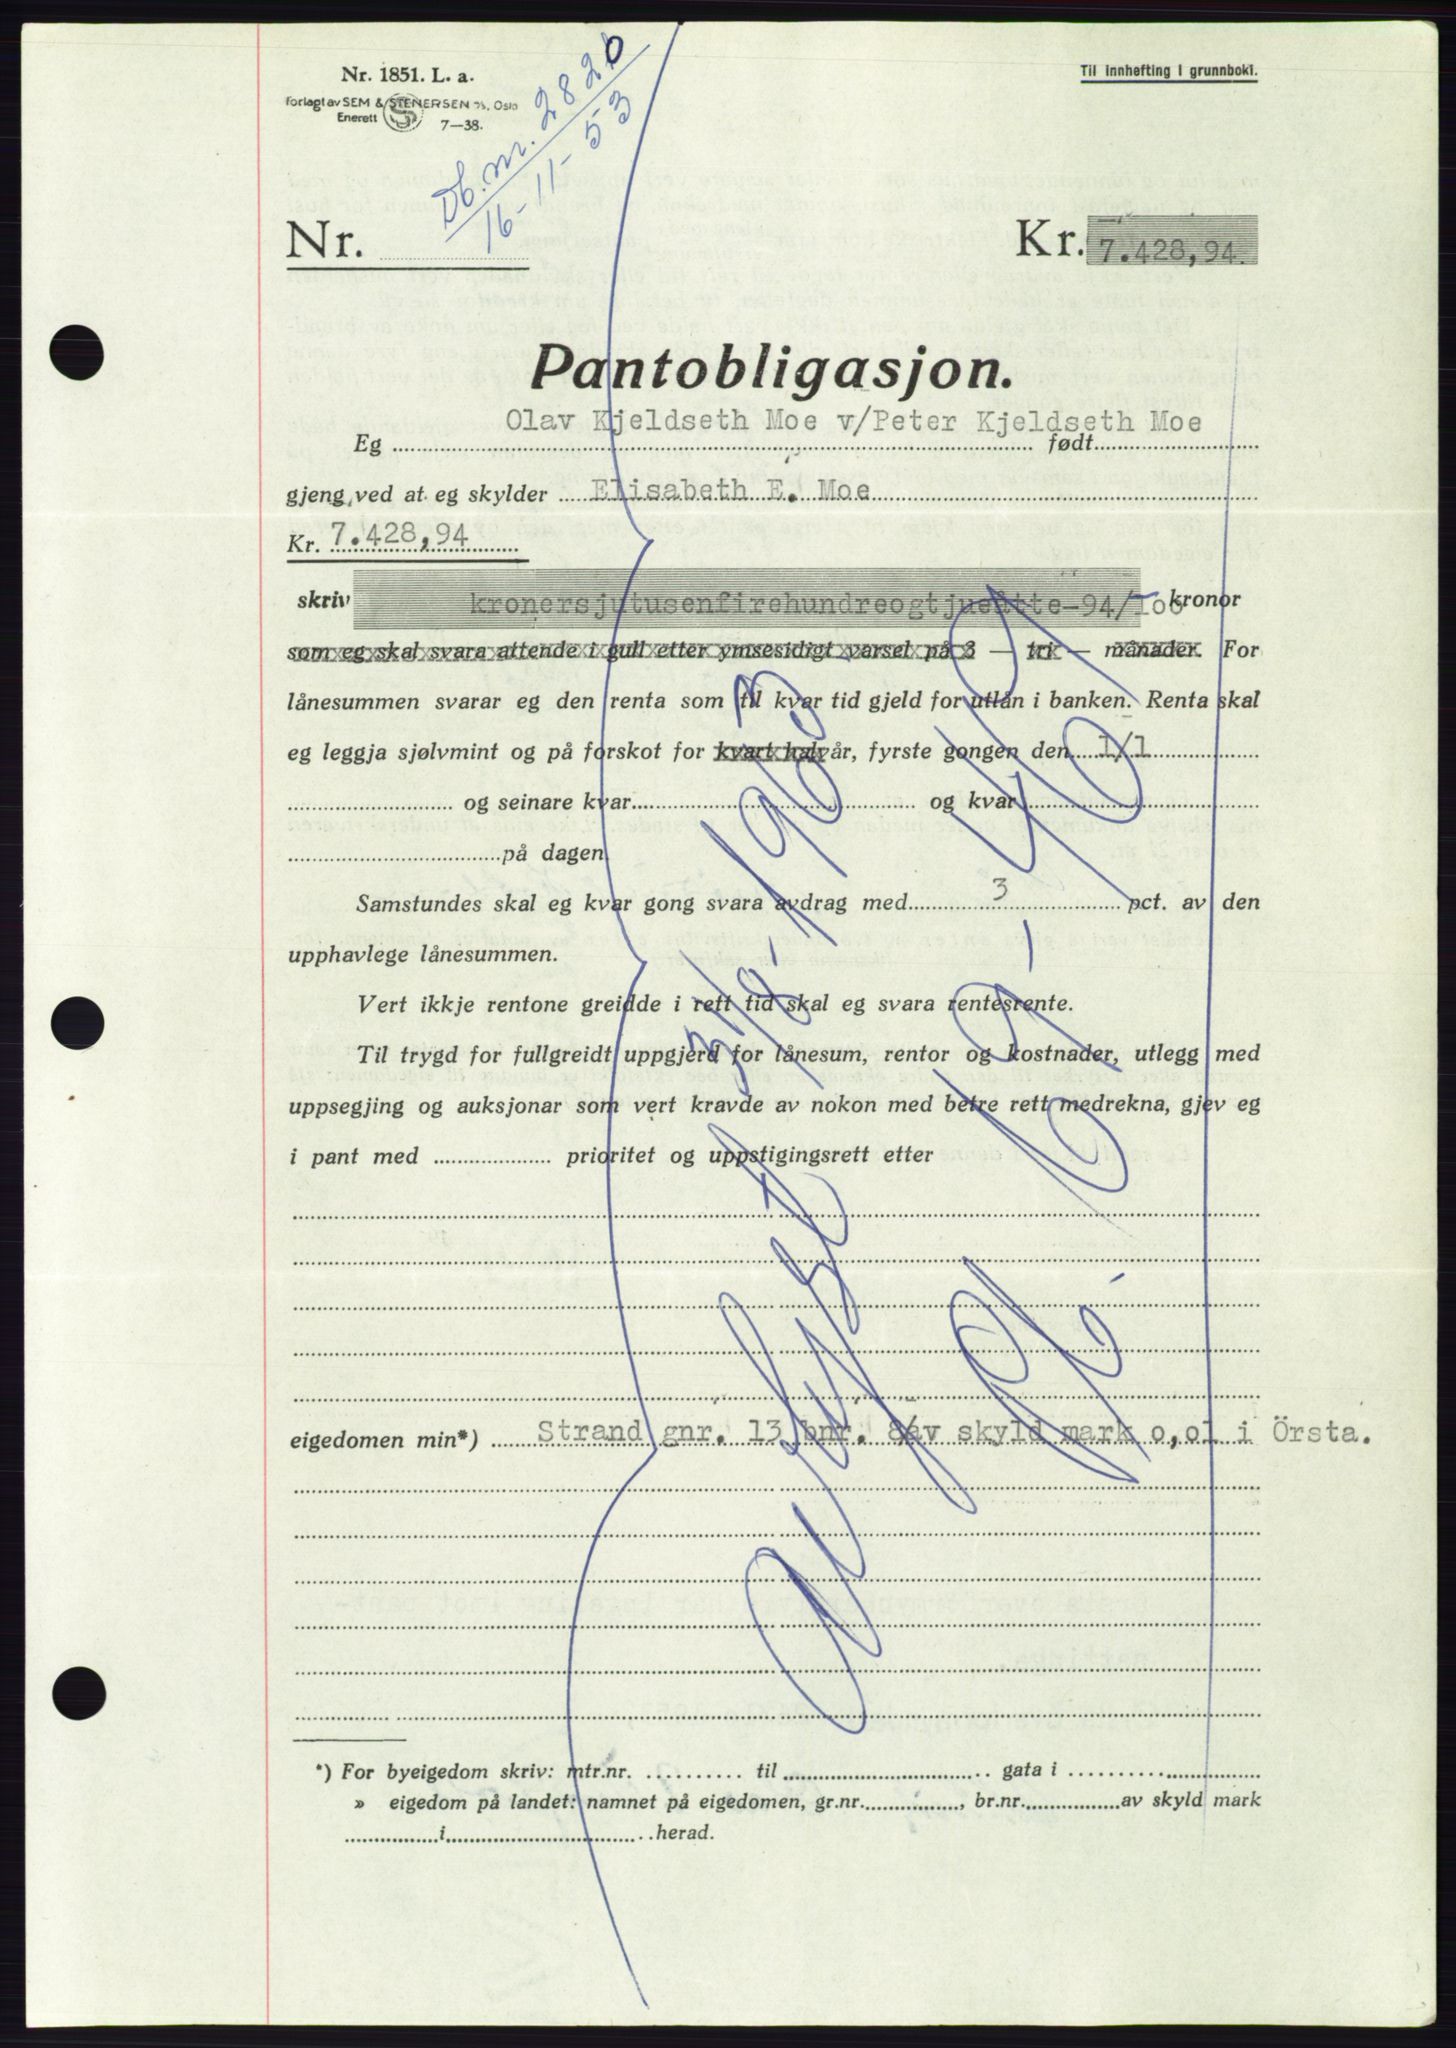 Nr. 1851. L. a.
Til innhefting i grunnboki.
Forlagt av SEM & STENERSEN A/S, Oslo
Enerett
7—38.
Db. nr. 2820
16-11-53
Nr.
Kr. 7.428,94.
Pantobligasjon.
Olav Kjeldseth Moe v/Peter Kjeldseth Moe
Eg født
gjeng ved at eg skylder Elisabeth E. Moe
Kr. 7.428,94
skriv kronersjutusenfirehundreogtjueåtte-94/100 kronor
som eg skal svara attende i gull etter ymsesidigt varsel på 3 — tri — månader. For
lånesummen svarar eg den renta som til kvar tid gjeld for utlån i banken. Renta skal
eg leggja sjølvmint og på forskot for kvart halvår, fyrste gongen den 1/1
og seinare kvar og kvar
på dagen
Samstundes skal eg kvar gong svara avdrag med 3 pct. av den
upphavlege lånesummen.
Vert ikkje rentone greidde i rett tid skal eg svara rentesrente.
Til trygd for fullgreidt uppgjerd for lånesum, rentor og kostnader, utlegg med
uppsegjing og auksjonar som vert kravde av nokon med betre rett medrekna, gjev eg
i pant med prioritet og uppstigingsrett etter
eigedomen min*) Strand gnr. 13 bnr. 8 av skyld mark o,o1 i Örsta.
Avlyst 31/12-1963
*) For byeigedom skriv: mtr.nr. til gata i
» eigedom på landet: namnet på eigedomen, gr.nr. , br.nr. av skyld mark
i herad.